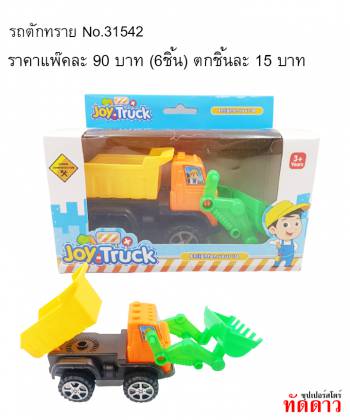 รถตักทราย No.31542
ราคาแพ๊คละ 90 บาท (6ชิ้น) ตกชิ้นละ 15 บาท
Joy Truck
3+
Years
Joy Truck
ซุปเปอร์สโตร์
ทัดดาว